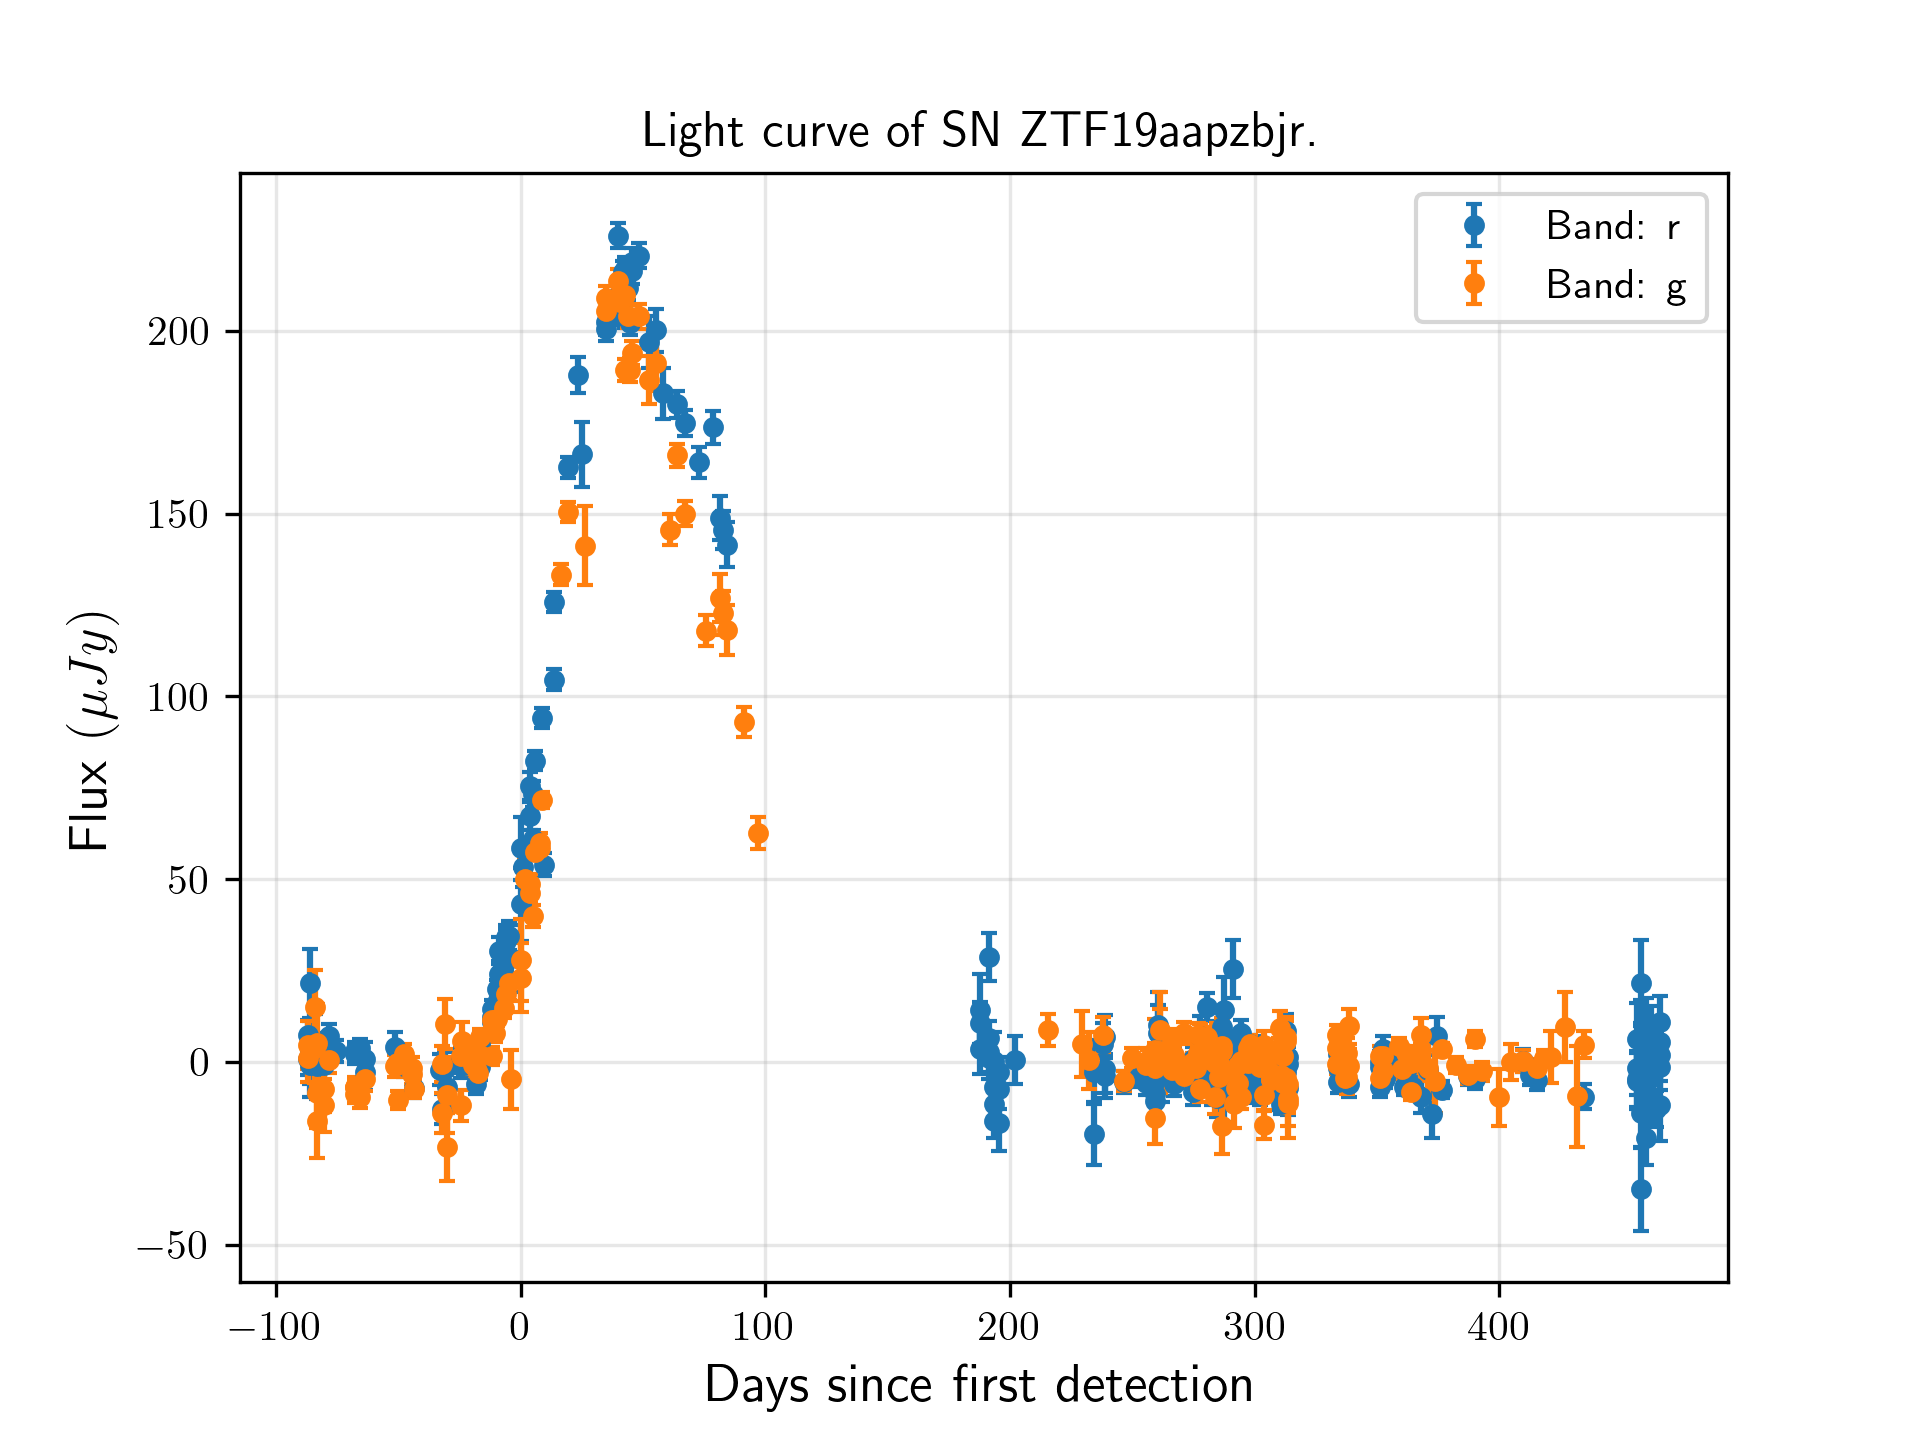 Light curve of SN ZTF19aapzbjr.
Band: r
Band: g
Flux (μJy)
200
150
100
50
0
−50
−100
0
100
200
300
400
Days since first detection